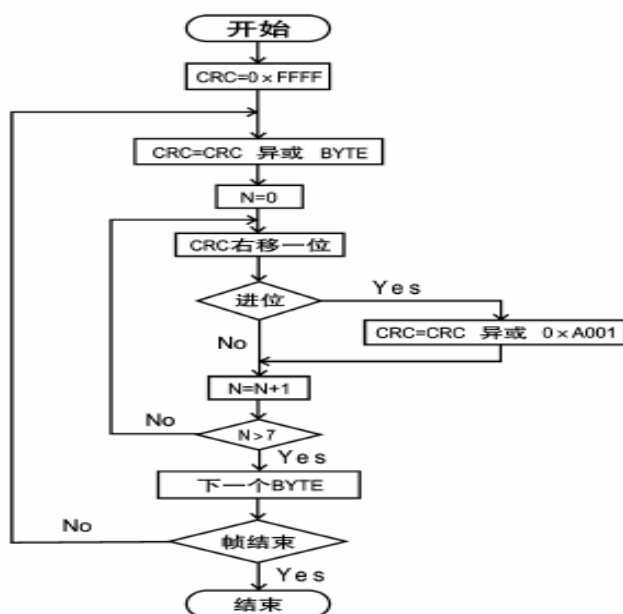 开始
CRC=0×FFFF
CRC=CRC 异或 BYTE
N=0
CRC右移一位
进位
Yes
No
CRC=CRC 异或 0×A001
N=N+1
No
N>7
Yes
下一个BYTE
No
帧结束
Yes
结束